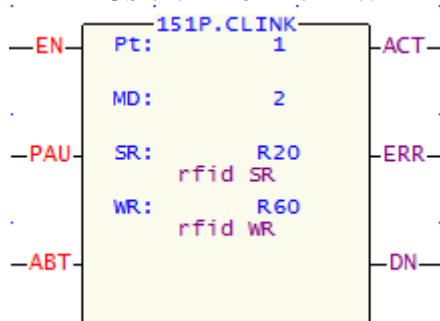 151P.CLINK
EN Pt: 1 ACT
MD: 2
PAU SR: R20 ERR
rfid SR
WR: R60
rfid WR
ABT DN